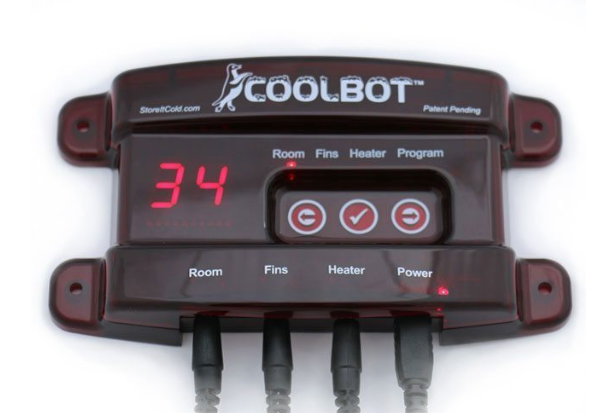 COOLBOT™
StoreItCold.com
Patent Pending
Room Fins Heater Program
34
Room Fins Heater Power